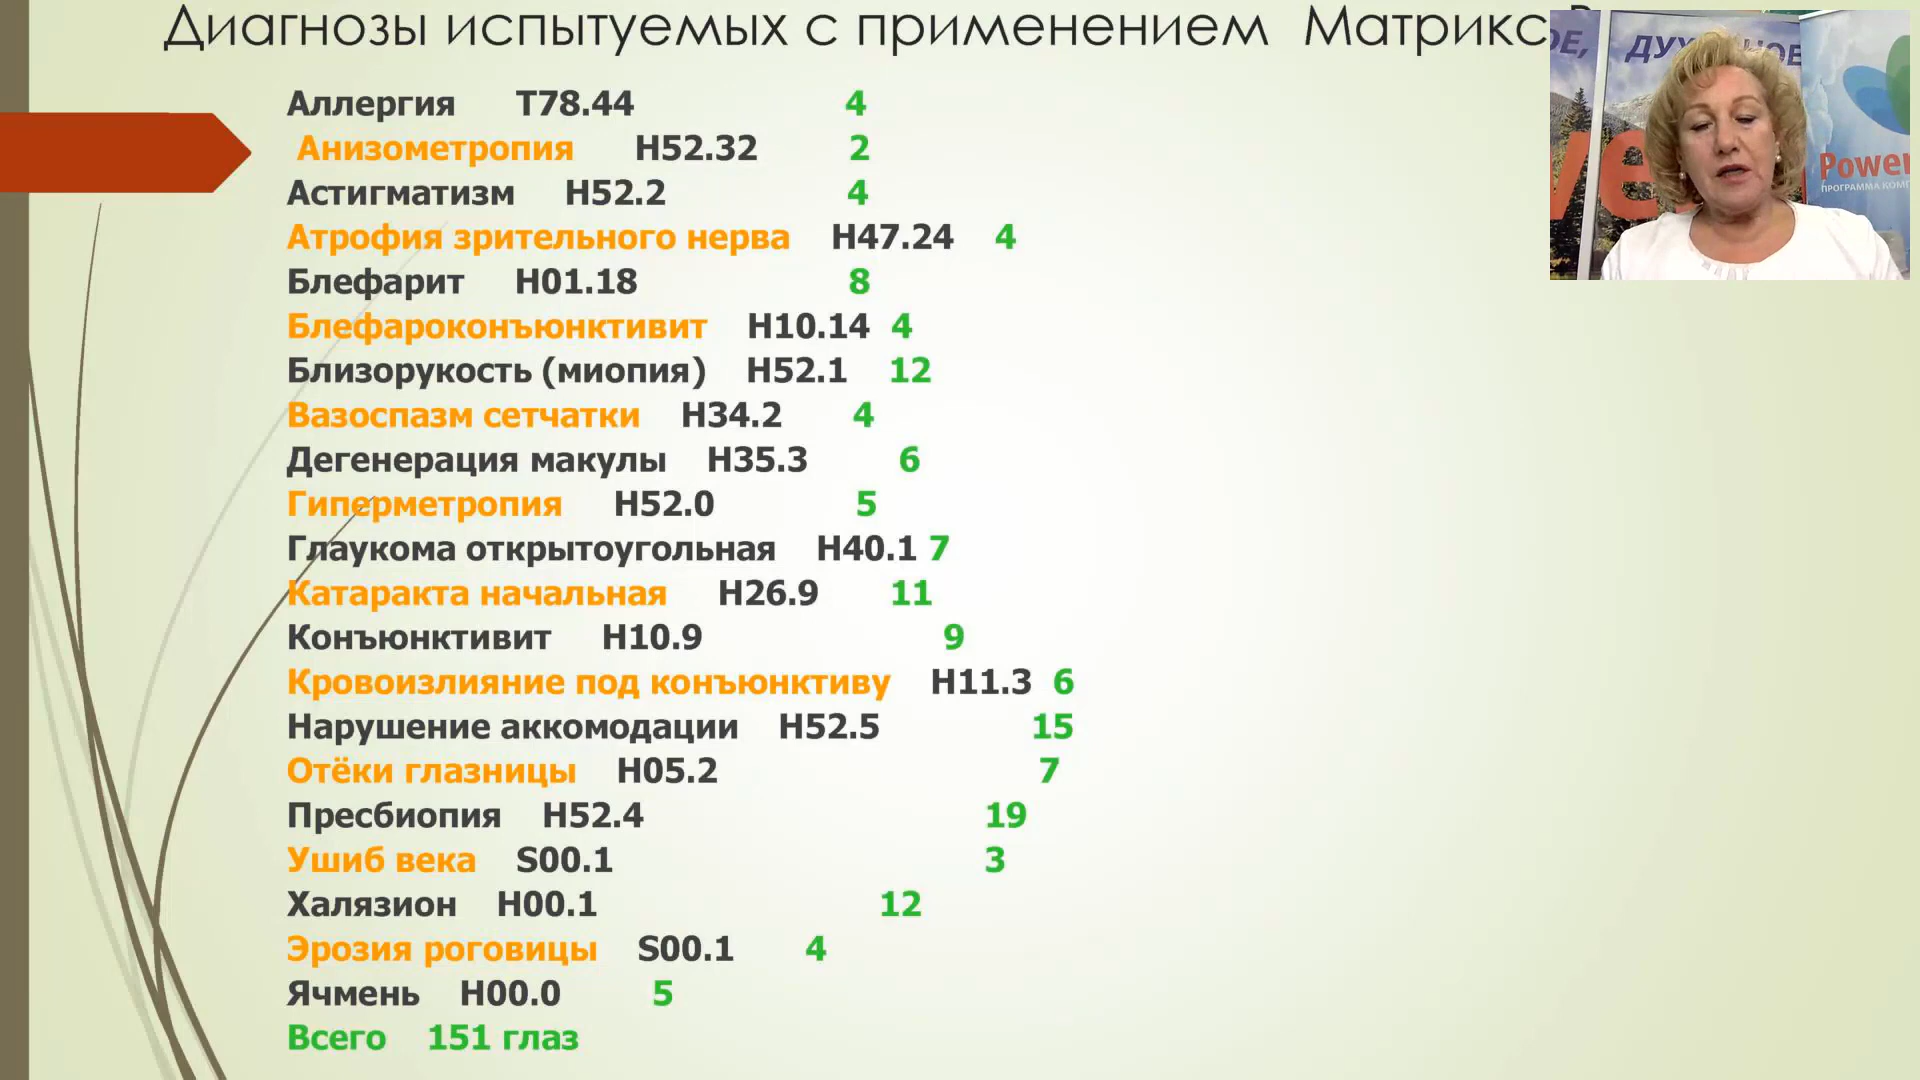 Диагнозы испытуемых с применением Матрикс
Аллергия T78.44 4
Анизометропия H52.32 2
Астигматизм H52.2 4
Атрофия зрительного нерва H47.24 4
Блефарит H01.18 8
Блефароконъюнктивит H10.14 4
Близорукость (миопия) H52.1 12
Вазоспазм сетчатки H34.2 4
Дегенерация макулы H35.3 6
Гиперметропия H52.0 5
Глаукома открытоугольная H40.1 7
Катаракта начальная H26.9 11
Конъюнктивит H10.9 9
Кровоизлияние под конъюнктиву H11.3 6
Нарушение аккомодации H52.5 15
Отёки глазницы H05.2 7
Пресбиопия H52.4 19
Ушиб века S00.1 3
Халязион H00.1 12
Эрозия роговицы S00.1 4
Ячмень H00.0 5
Всего 151 глаз
Power
ПРОГРАММА